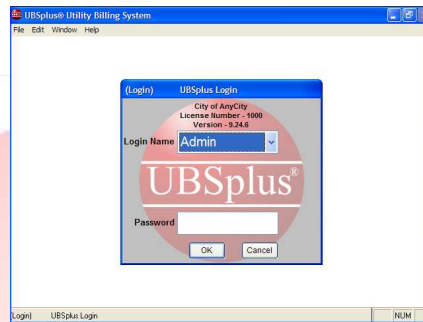 UBSplus® Utility Billing System
File Edit Window Help
(Login) UBSplus Login
City of AnyCity
License Number - 1000
Version - 9.24.6
Login Name Admin
UBSplus®
Password
OK Cancel
(Login) UBSplus Login NUM